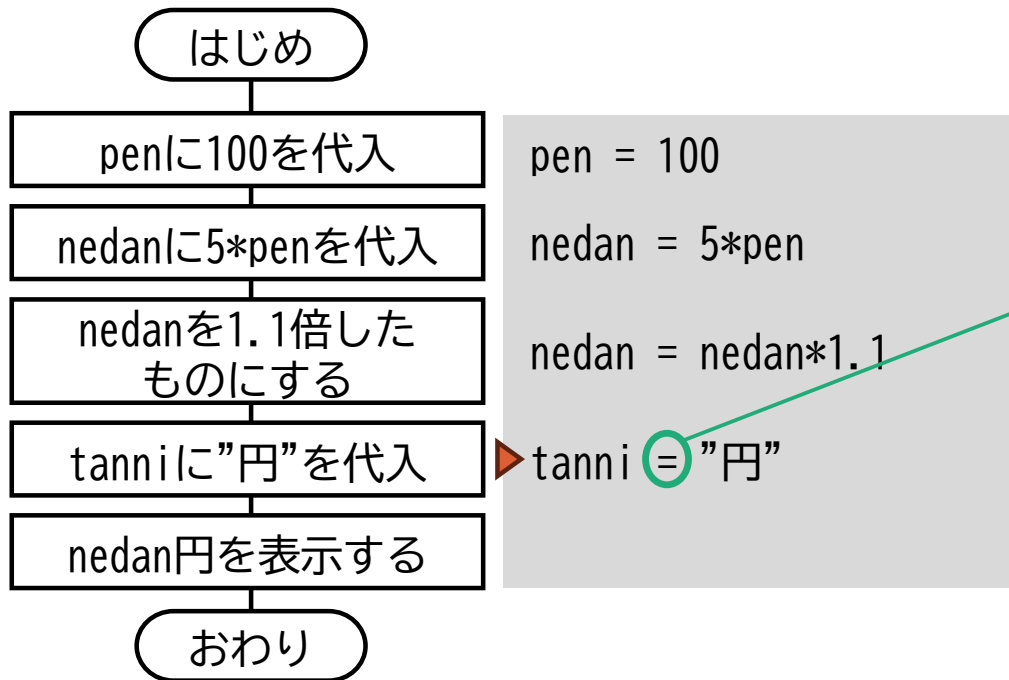 はじめ
penに100を代入
pen = 100
nedanに5*penを代入
nedan = 5*pen
nedanを1.1倍した
ものにする
nedan = nedan*1.1
tanniに”円”を代入
tanni = ”円”
nedan円を表示する
おわり